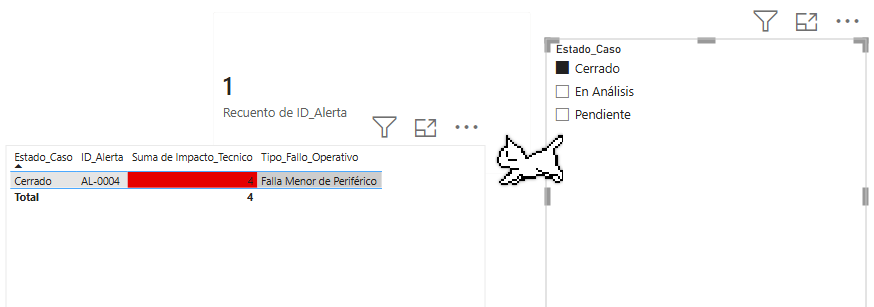 1
Recuento de ID_Alerta
Estado_Caso ID_Alerta Suma de Impacto_Tecnico Tipo_Fallo_Operativo
Cerrado AL-0004 4 Falla Menor de Periférico
Total 4
Estado_Caso
Cerrado
En Análisis
Pendiente